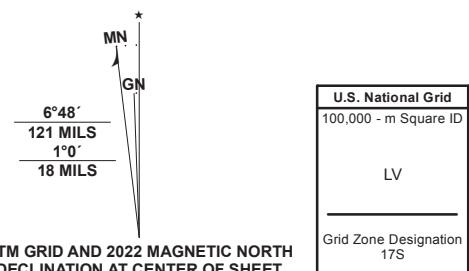 ★
MN
GN
6°48´
121 MILS
1°0´
18 MILS
TM GRID AND 2022 MAGNETIC NORTH
DECLINATION AT CENTER OF SHEET
U.S. National Grid
100,000 - m Square ID
LV
Grid Zone Designation
17S